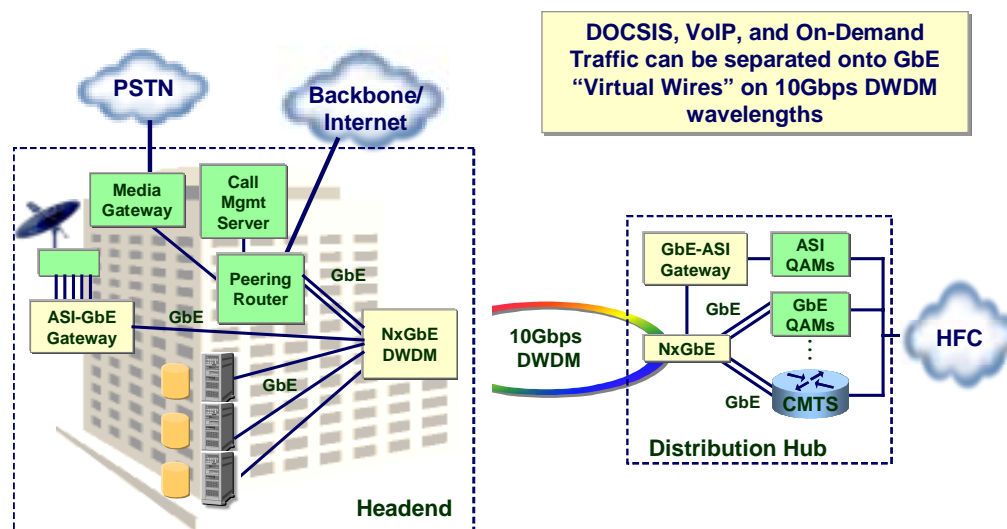 DOCSIS, VoIP, and On-Demand
Traffic can be separated onto GbE
“Virtual Wires” on 10Gbps DWDM
wavelengths
PSTN
Backbone/
Internet
Media
Gateway
Call
Mgmt
Server
Peering
Router
GbE
ASI-GbE
Gateway
GbE
NxGbE
DWDM
GbE
Headend
10Gbps
DWDM
GbE-ASI
Gateway
ASI
QAMs
GbE
GbE
QAMs
NxGbE
GbE
CMTS
HFC
Distribution Hub